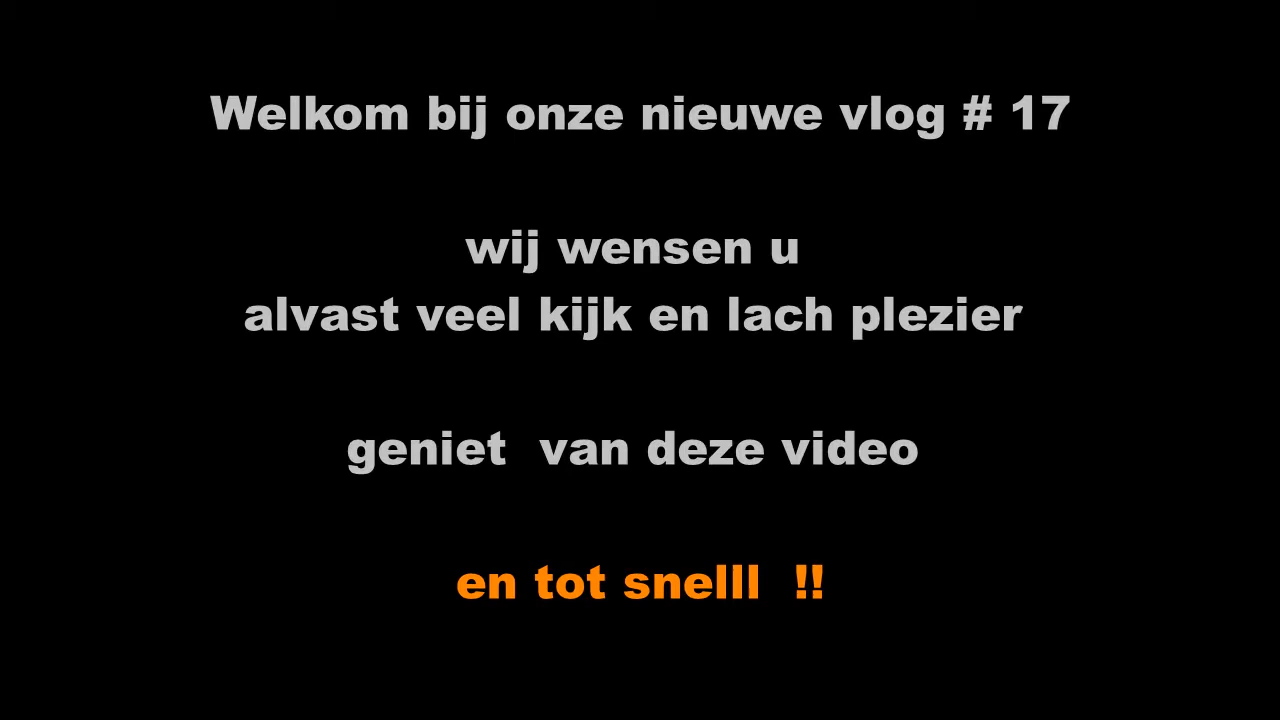 Welkom bij onze nieuwe vlog # 17
wij wensen u
alvast veel kijk en lach plezier
geniet  van deze video
en tot snelll  !!